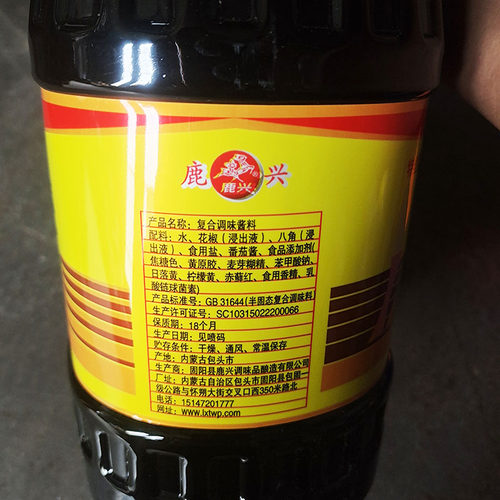 鹿 鹿兴® 兴
产品名称：复合调味酱料
配料：水、花椒（浸出液）、八角（浸
出液）、食用盐、番茄酱、食品添加剂(
焦糖色、黄原胶、麦芽糊精、苯甲酸钠、
日落黄、柠檬黄、赤藓红、食用香精、乳
酸链球菌素)
产品标准号：GB 31644(半固态复合调味料
生产许可证号：SC10315022200066
保质期：18个月
生产日期：见喷码
贮存条件：干燥、通风、常温保存
产地：内蒙古包头市
生产商：固阳县鹿兴调味品酿造有限公司
厂址：内蒙古自治区包头市固阳县包固一
级公路与怀朔大街交叉口西350米路北
电话：15147201777
网址：www.lxtwp.com